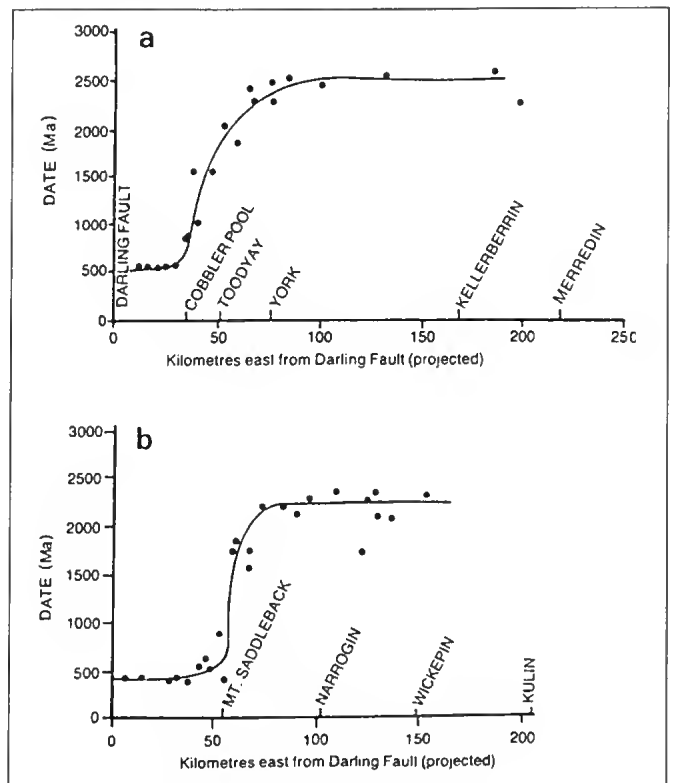 a
3000
2500
2000
1500
1000
500
0
DATE (Ma)
DARLING FAULT
COBBLER POOL
TOODYAY
YORK
KELLERBERRIN
MERREDIN
0 50 100 150 200 250
Kilometres east from Darling Fault (projected)
b
3000
2500
2000
1500
1000
500
0
DATE (Ma)
MT. SADDLEBACK
NARROGIN
WICKEPIN
KULIN
0 50 100 150 200
Kilometres east from Darling Fault (projected)